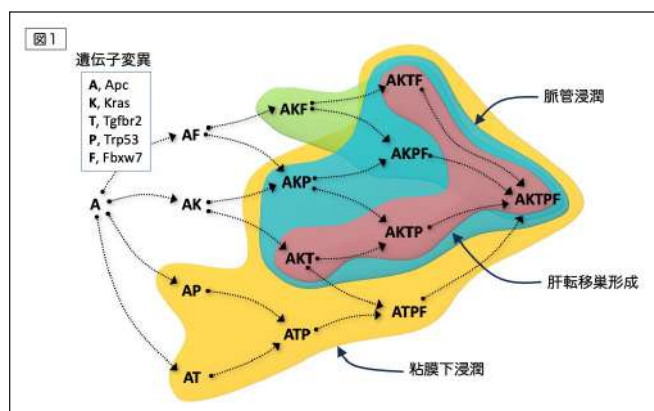 図1
遺伝子変異
A, Apc
K, Kras
T, Tgfbr2
P, Trp53
F, Fbxw7
AKTF
AKF
脈管浸潤
AF
AKPF
AKP
A
AK
AKTPF
AKTP
AKT
肝転移巣形成
AP
ATPF
ATP
粘膜下浸潤
AT